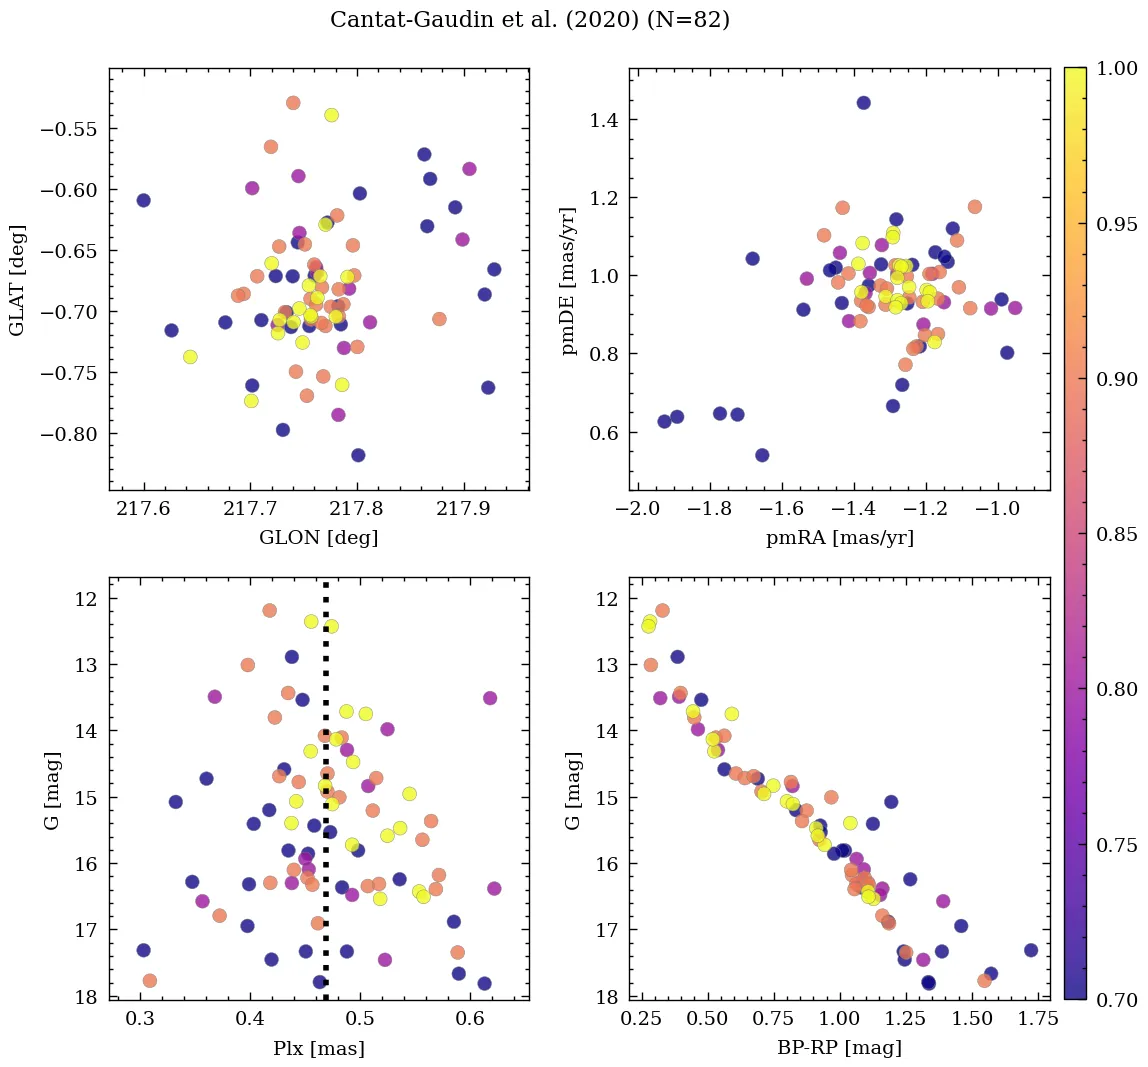 Cantat-Gaudin et al. (2020) (N=82)
−0.55
−0.60
−0.65
−0.70
−0.75
−0.80
GLAT [deg]
217.6 217.7 217.8 217.9
GLON [deg]
1.4
1.2
1.0
0.8
0.6
pmDE [mas/yr]
−2.0 −1.8 −1.6 −1.4 −1.2 −1.0
pmRA [mas/yr]
12
13
14
15
16
17
18
G [mag]
0.3 0.4 0.5 0.6
Plx [mas]
12
13
14
15
16
17
18
G [mag]
0.25 0.50 0.75 1.00 1.25 1.50 1.75
BP-RP [mag]
1.00
0.95
0.90
0.85
0.80
0.75
0.70